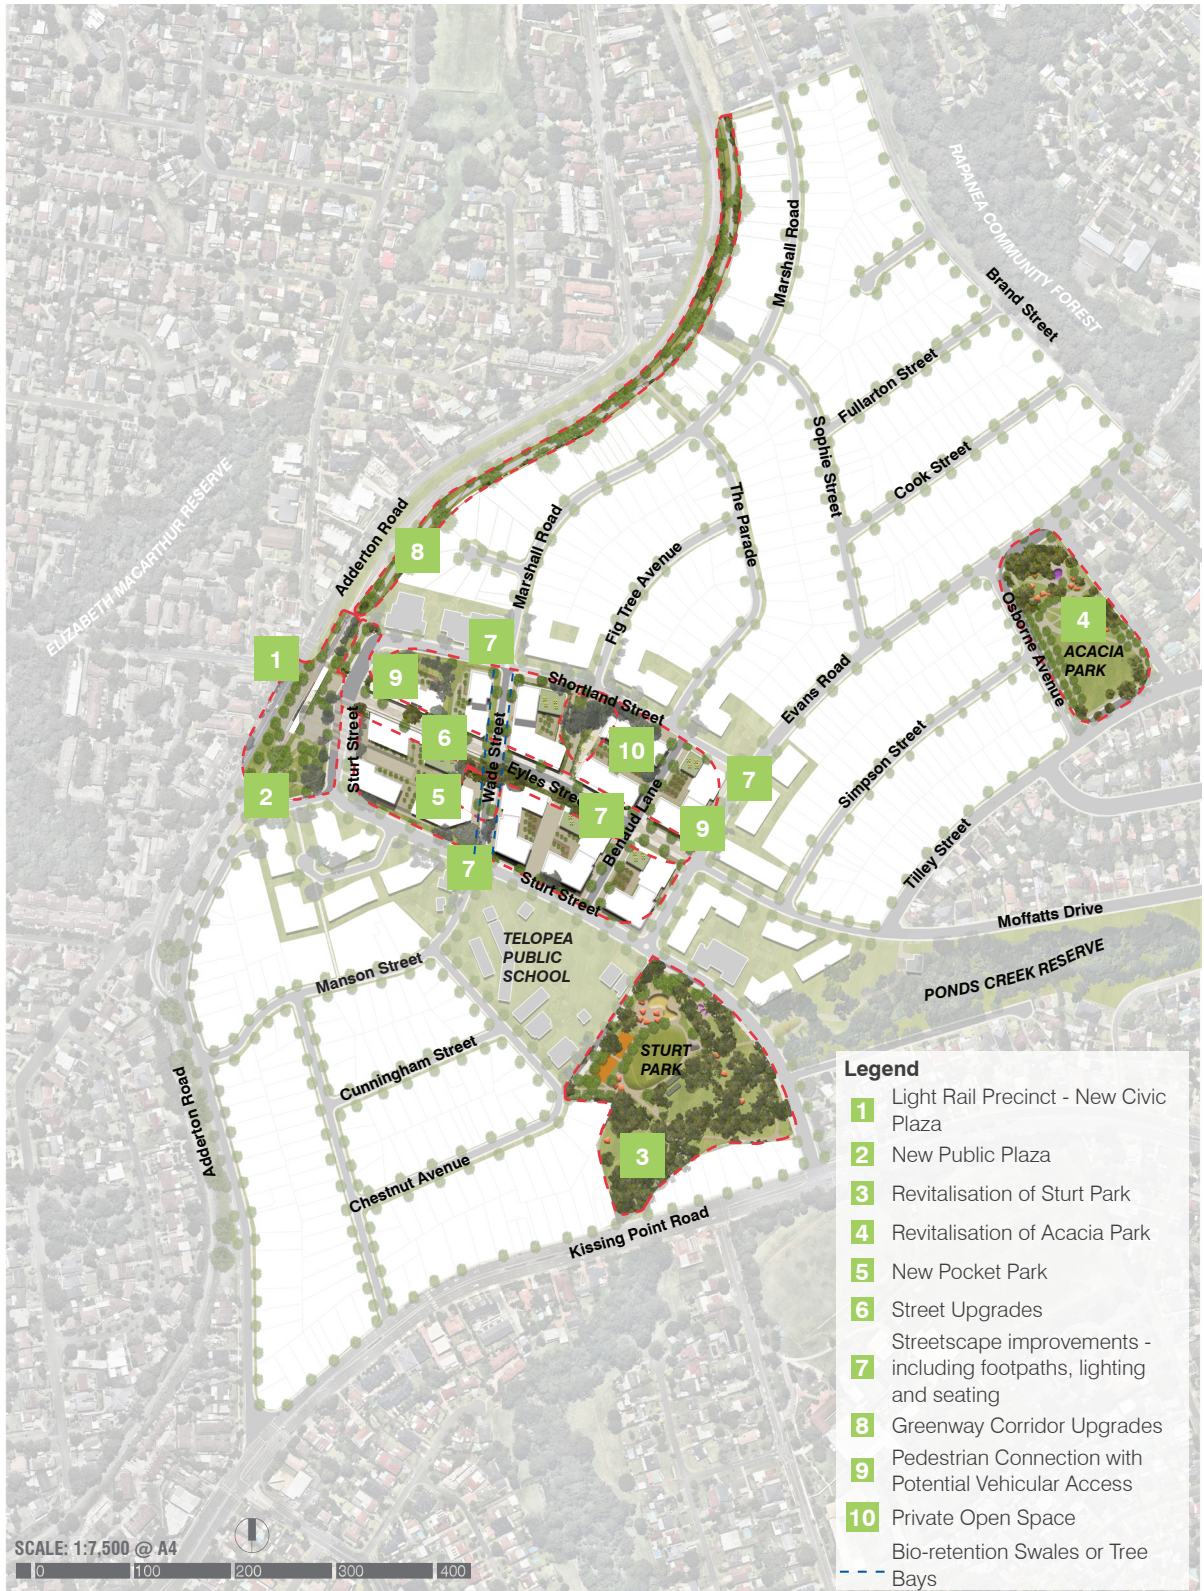 RAPANEA COMMUNITY FOREST
Brand Street
Marshall Road
Fullarton Street
Sophie Street
Cook Street
The Parade
ELIZABETH MACARTHUR RESERVE
Adderton Road
Marshall Road
Fig Tree Avenue
8
Osborne Avenue
4
ACACIA
PARK
1
7
9
Shortland Street
Evans Road
Sturt Street
6
Wade Street
10
Simpson Street
2
5
Eyles Stre
7
7
Benaud Lane
9
7
Sturt Street
Tilley Street
Moffatts Drive
TELOPEA
PUBLIC
SCHOOL
PONDS CREEK RESERVE
Manson Street
Cunningham Street
STURT
PARK
Adderton Road
3
Chestnut Avenue
Kissing Point Road
Legend
1 Light Rail Precinct - New Civic
Plaza
2 New Public Plaza
3 Revitalisation of Sturt Park
4 Revitalisation of Acacia Park
5 New Pocket Park
6 Street Upgrades
Streetscape improvements -
7 including footpaths, lighting
and seating
8 Greenway Corridor Upgrades
9 Pedestrian Connection with
Potential Vehicular Access
10 Private Open Space
Bio-retention Swales or Tree
Bays
SCALE: 1:7,500 @ A4
0 100 200 300 400